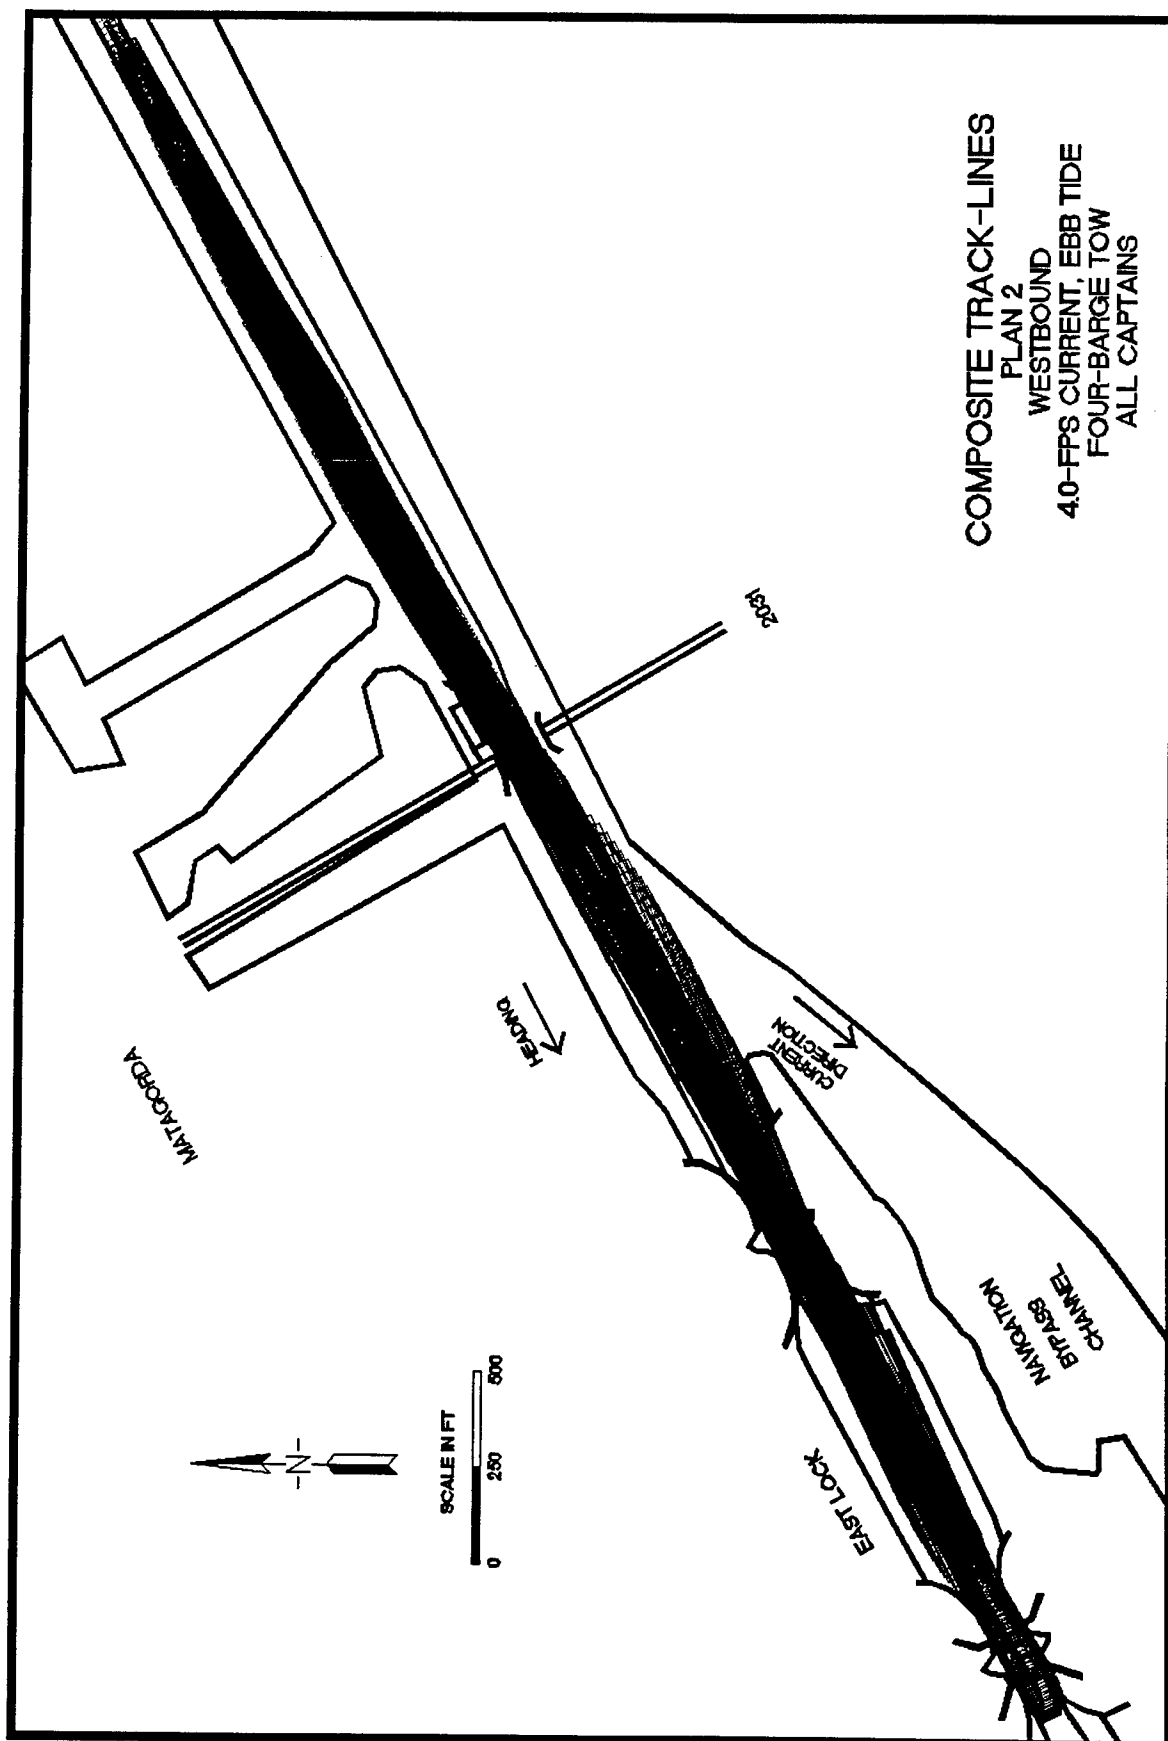 COMPOSITE TRACK-LINES
PLAN 2
WESTBOUND
4.0-FPS CURRENT, EBB TIDE
FOUR-BARGE TOW
ALL CAPTAINS
2031
MATAGORDA
HEADING
CURRENT
DIRECTION
NAVIGATION
BYPASS
CHANNEL
EAST LOCK
-N-
SCALE IN FT
0 250 500